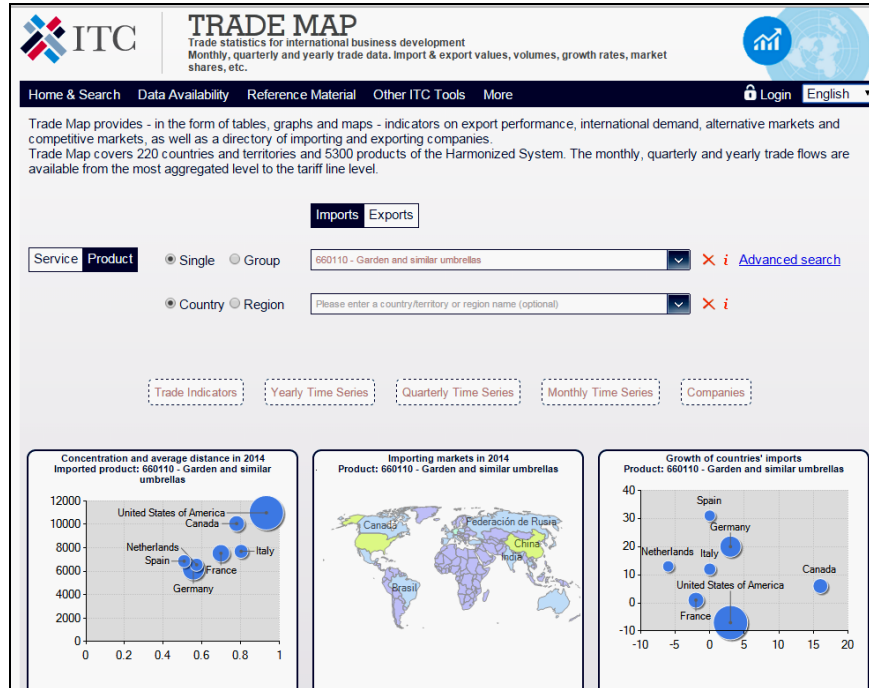 ITC
TRADE MAP
Trade statistics for international business development
Monthly, quarterly and yearly trade data. Import & export values, volumes, growth rates, market
shares, etc.
Home & Search Data Availability Reference Material Other ITC Tools More Login English
Trade Map provides - in the form of tables, graphs and maps - indicators on export performance, international demand, alternative markets and
competitive markets, as well as a directory of importing and exporting companies.
Trade Map covers 220 countries and territories and 5300 products of the Harmonized System. The monthly, quarterly and yearly trade flows are
available from the most aggregated level to the tariff line level.
Imports Exports
Service Product Single Group 660110 - Garden and similar umbrellas Advanced search
Country Region Please enter a country/territory or region name (optional)
Trade Indicators Yearly Time Series Quarterly Time Series Monthly Time Series Companies
Concentration and average distance in 2014
Imported product: 660110 - Garden and similar
umbrellas
12000
United States of America
10000
Canada
8000
Netherlands
Italy
Spain
France
6000
Germany
4000
2000
0
0 0.2 0.4 0.6 0.8 1
Importing markets in 2014
Product: 660110 - Garden and similar umbrellas
Canadá
Federación de Rusia
China
India
Brasil
Growth of countries' imports
Product: 660110 - Garden and similar umbrellas
40
Spain
30
Germany
20
Netherlands
Italy
10
Canada
United States of America
0
France
-10
-10 -5 0 5 10 15 20